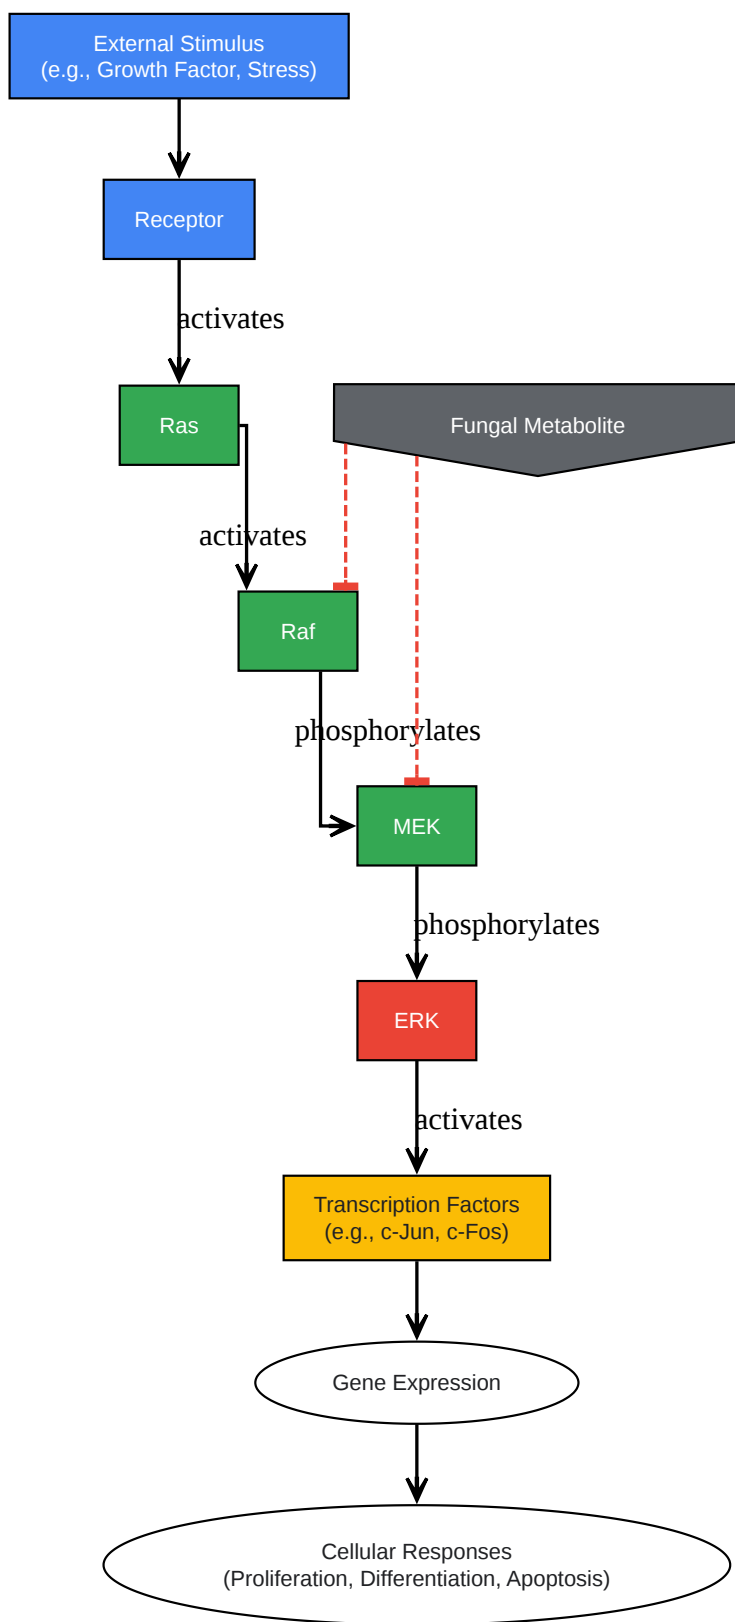 External Stimulus
(e.g., Growth Factor, Stress)
Receptor
activates
Ras
Fungal Metabolite
activates
Raf
phosphorylates
MEK
phosphorylates
ERK
activates
Transcription Factors
(e.g., c-Jun, c-Fos)
Gene Expression
Cellular Responses
(Proliferation, Differentiation, Apoptosis)